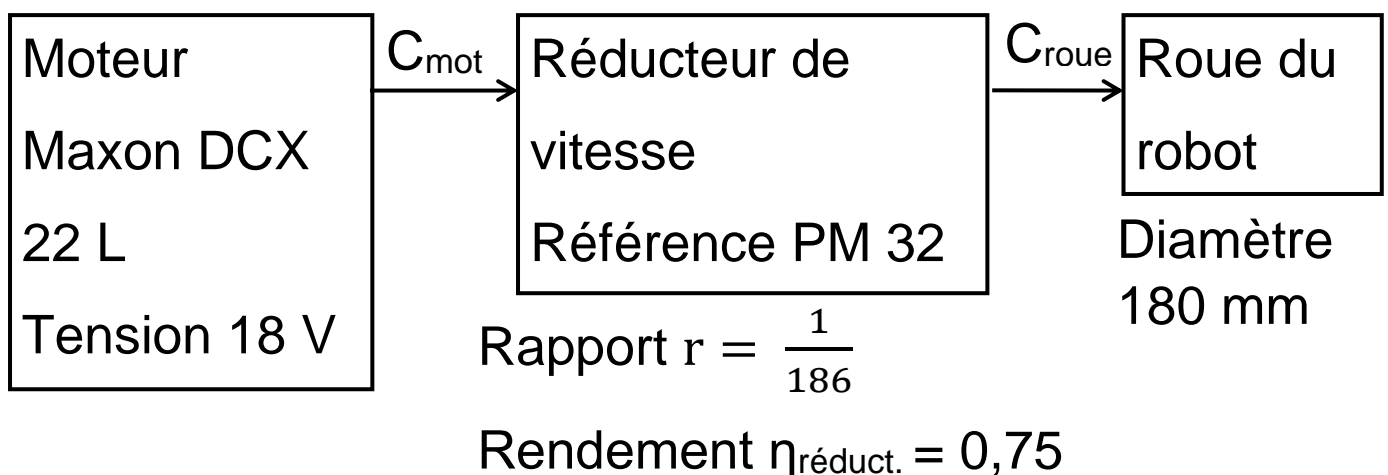 Moteur
Maxon DCX
22 L
Tension 18 V
Cmot
Réducteur de
vitesse
Référence PM 32
Rapport r = 1/186
Rendement ηréduct. = 0,75
Croue
Roue du
robot
Diamètre
180 mm